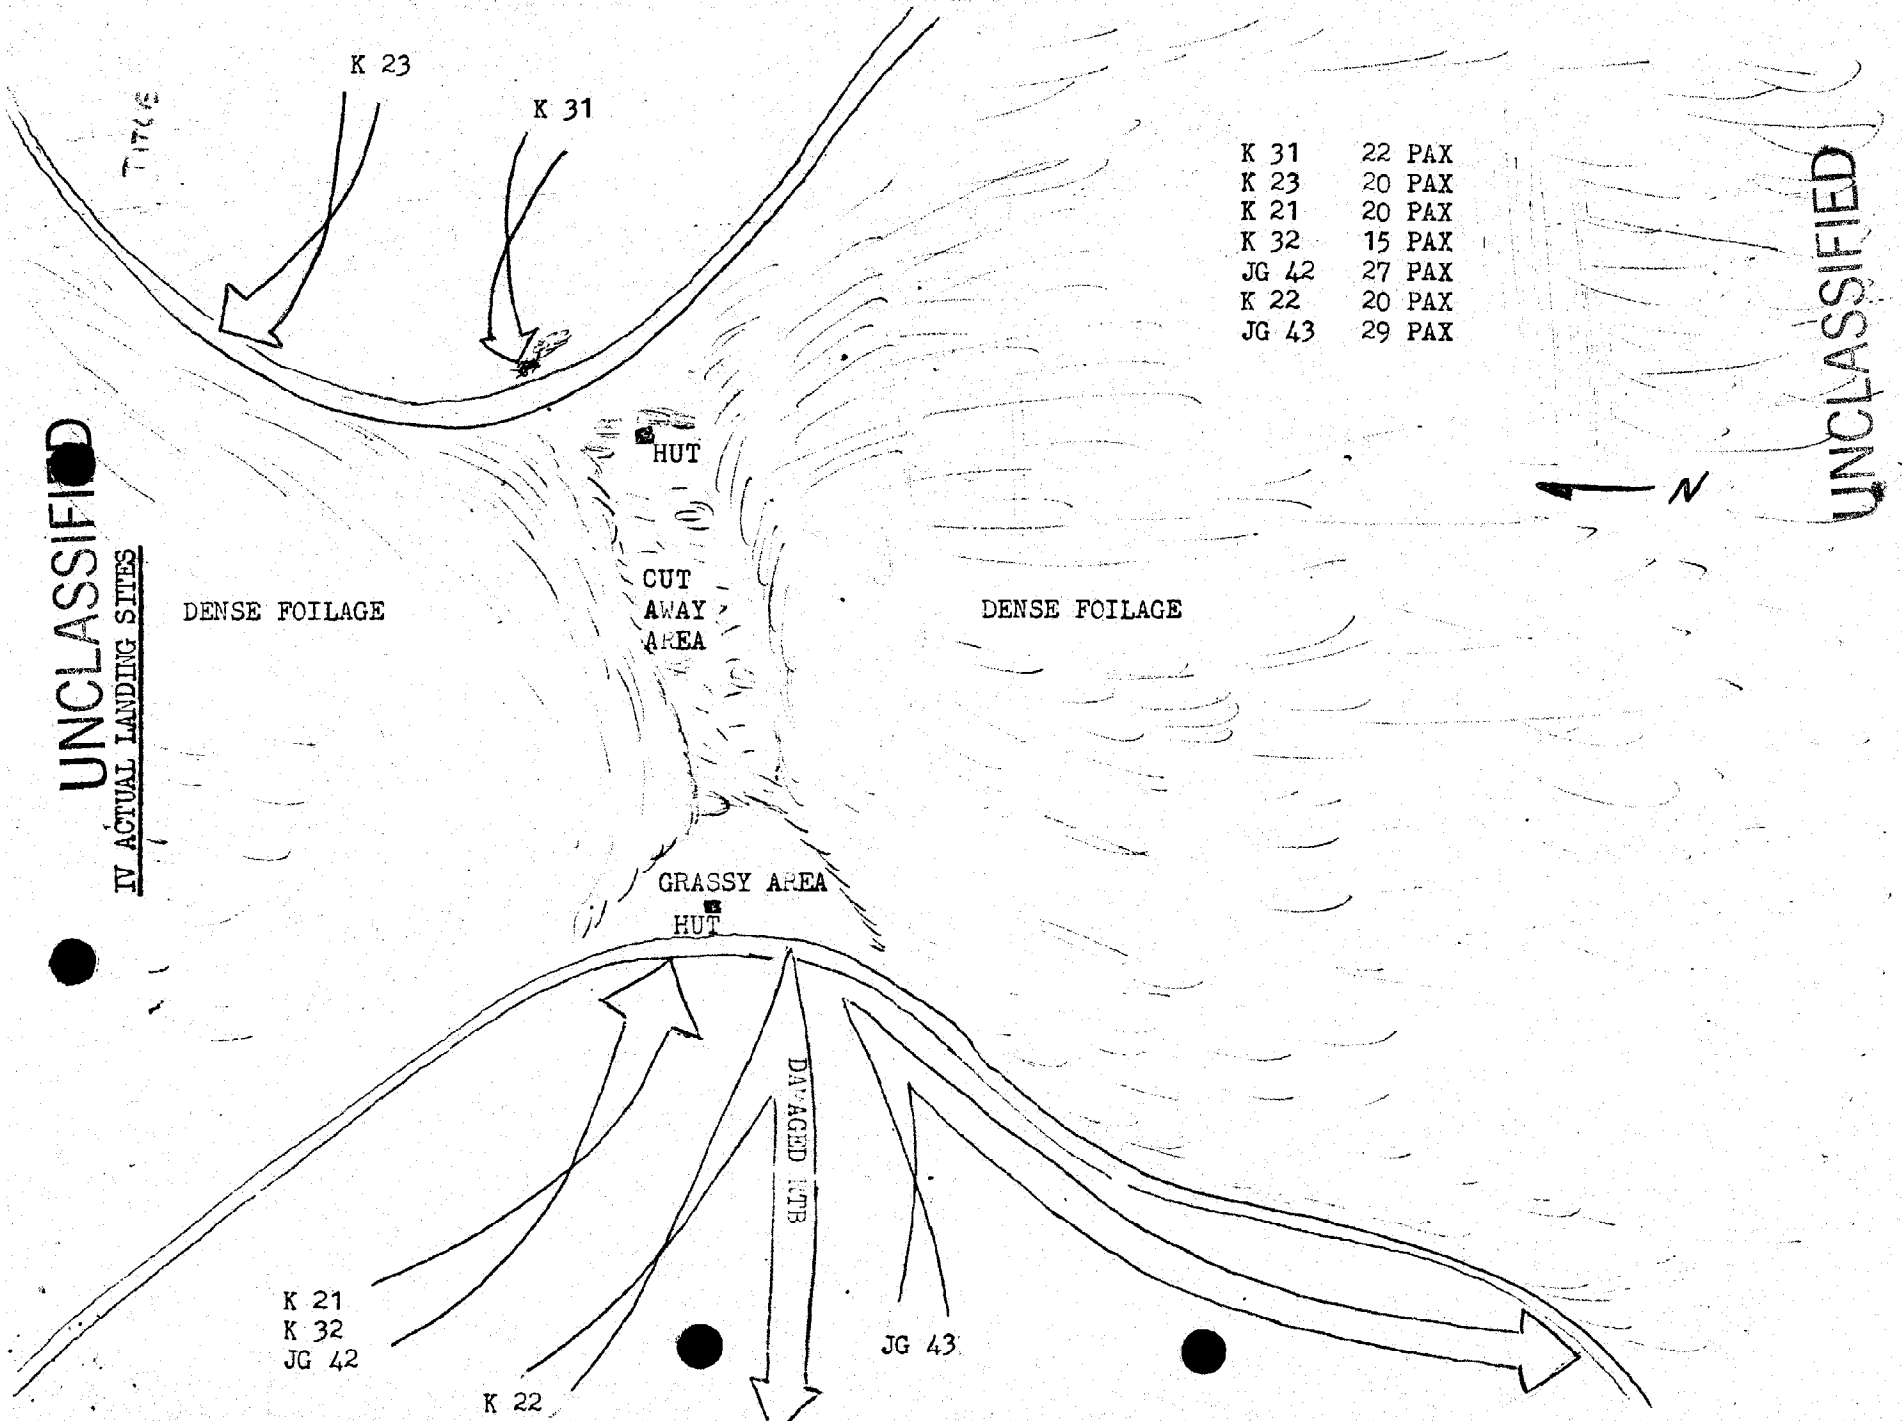 K 23
TITLE
K 31
K 31 22 PAX
K 23 20 PAX
K 21 20 PAX
K 32 15 PAX
JG 42 27 PAX
K 22 20 PAX
JG 43 29 PAX
UNCLASSIFIED
HUT
N
UNCLASSIFIED
IV ACTUAL LANDING SITES
DENSE FOILAGE
CUT
AWAY
AREA
DENSE FOILAGE
GRASSY AREA
HUT
DAMAGED RTB
K 21
K 32
JG 42
K 22
JG 43